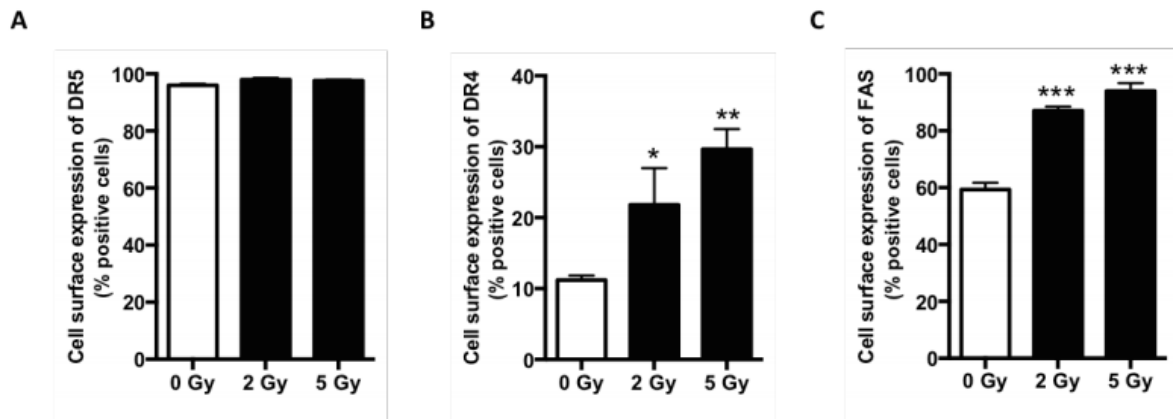 A
Cell surface expression of DR5
(% positive cells)
100
80
60
40
20
0
0 Gy
2 Gy
5 Gy
B
Cell surface expression of DR4
(% positive cells)
40
30
20
10
0
*
**
0 Gy
2 Gy
5 Gy
C
Cell surface expression of FAS
(% positive cells)
100
80
60
40
20
0
***
***
0 Gy
2 Gy
5 Gy